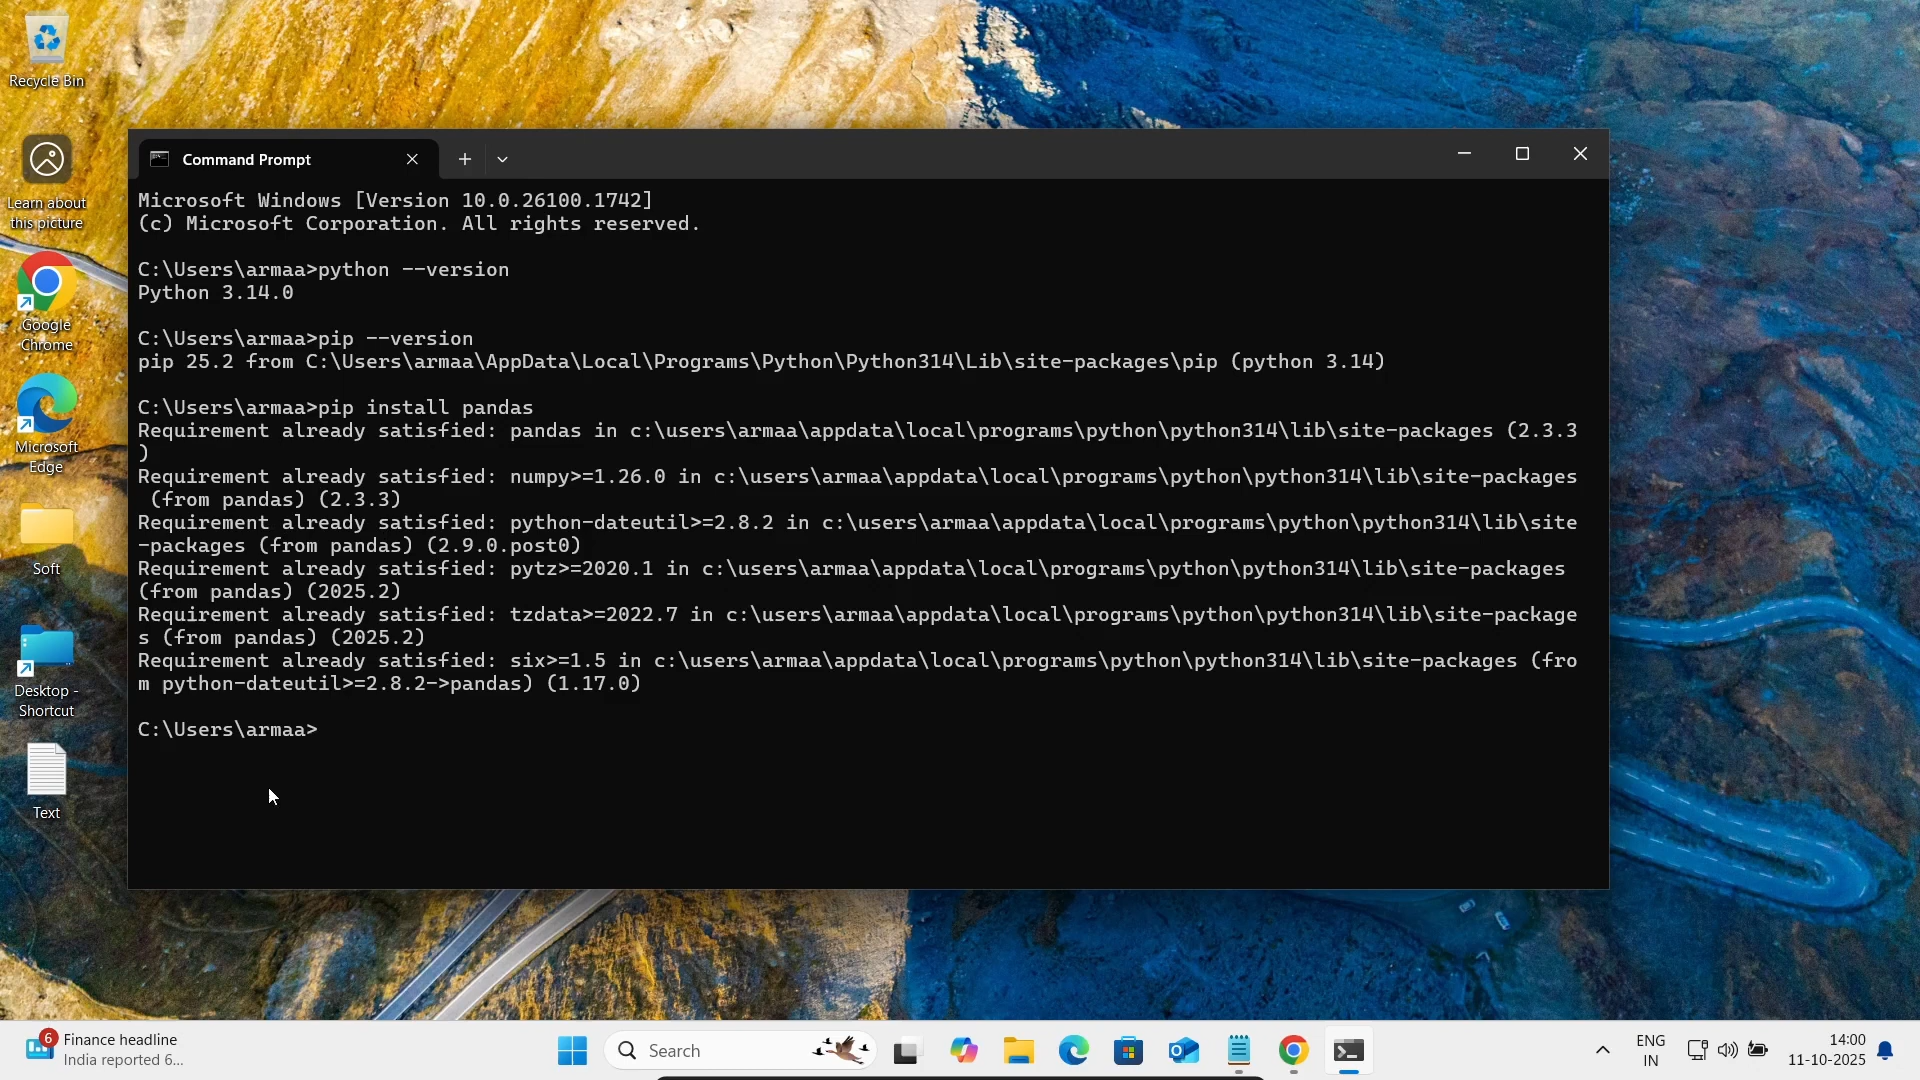 Recycle Bin
Learn about
this picture
Google
Chrome
Microsoft
Edge
Soft
Desktop -
Shortcut
Text
Command Prompt
Microsoft Windows [Version 10.0.26100.1742]
(c) Microsoft Corporation. All rights reserved.
C:\Users\armaa>python --version
Python 3.14.0
C:\Users\armaa>pip --version
pip 25.2 from C:\Users\armaa\AppData\Local\Programs\Python\Python314\Lib\site-packages\pip (python 3.14)
C:\Users\armaa>pip install pandas
Requirement already satisfied: pandas in c:\users\armaa\appdata\local\programs\python\python314\lib\site-packages (2.3.3
)
Requirement already satisfied: numpy>=1.26.0 in c:\users\armaa\appdata\local\programs\python\python314\lib\site-packages
 (from pandas) (2.3.3)
Requirement already satisfied: python-dateutil>=2.8.2 in c:\users\armaa\appdata\local\programs\python\python314\lib\site
-packages (from pandas) (2.9.0.post0)
Requirement already satisfied: pytz>=2020.1 in c:\users\armaa\appdata\local\programs\python\python314\lib\site-packages
(from pandas) (2025.2)
Requirement already satisfied: tzdata>=2022.7 in c:\users\armaa\appdata\local\programs\python\python314\lib\site-package
s (from pandas) (2025.2)
Requirement already satisfied: six>=1.5 in c:\users\armaa\appdata\local\programs\python\python314\lib\site-packages (fro
m python-dateutil>=2.8.2->pandas) (1.17.0)
C:\Users\armaa>
6
Finance headline
India reported 6...
Search
ENG
IN
14:00
11-10-2025